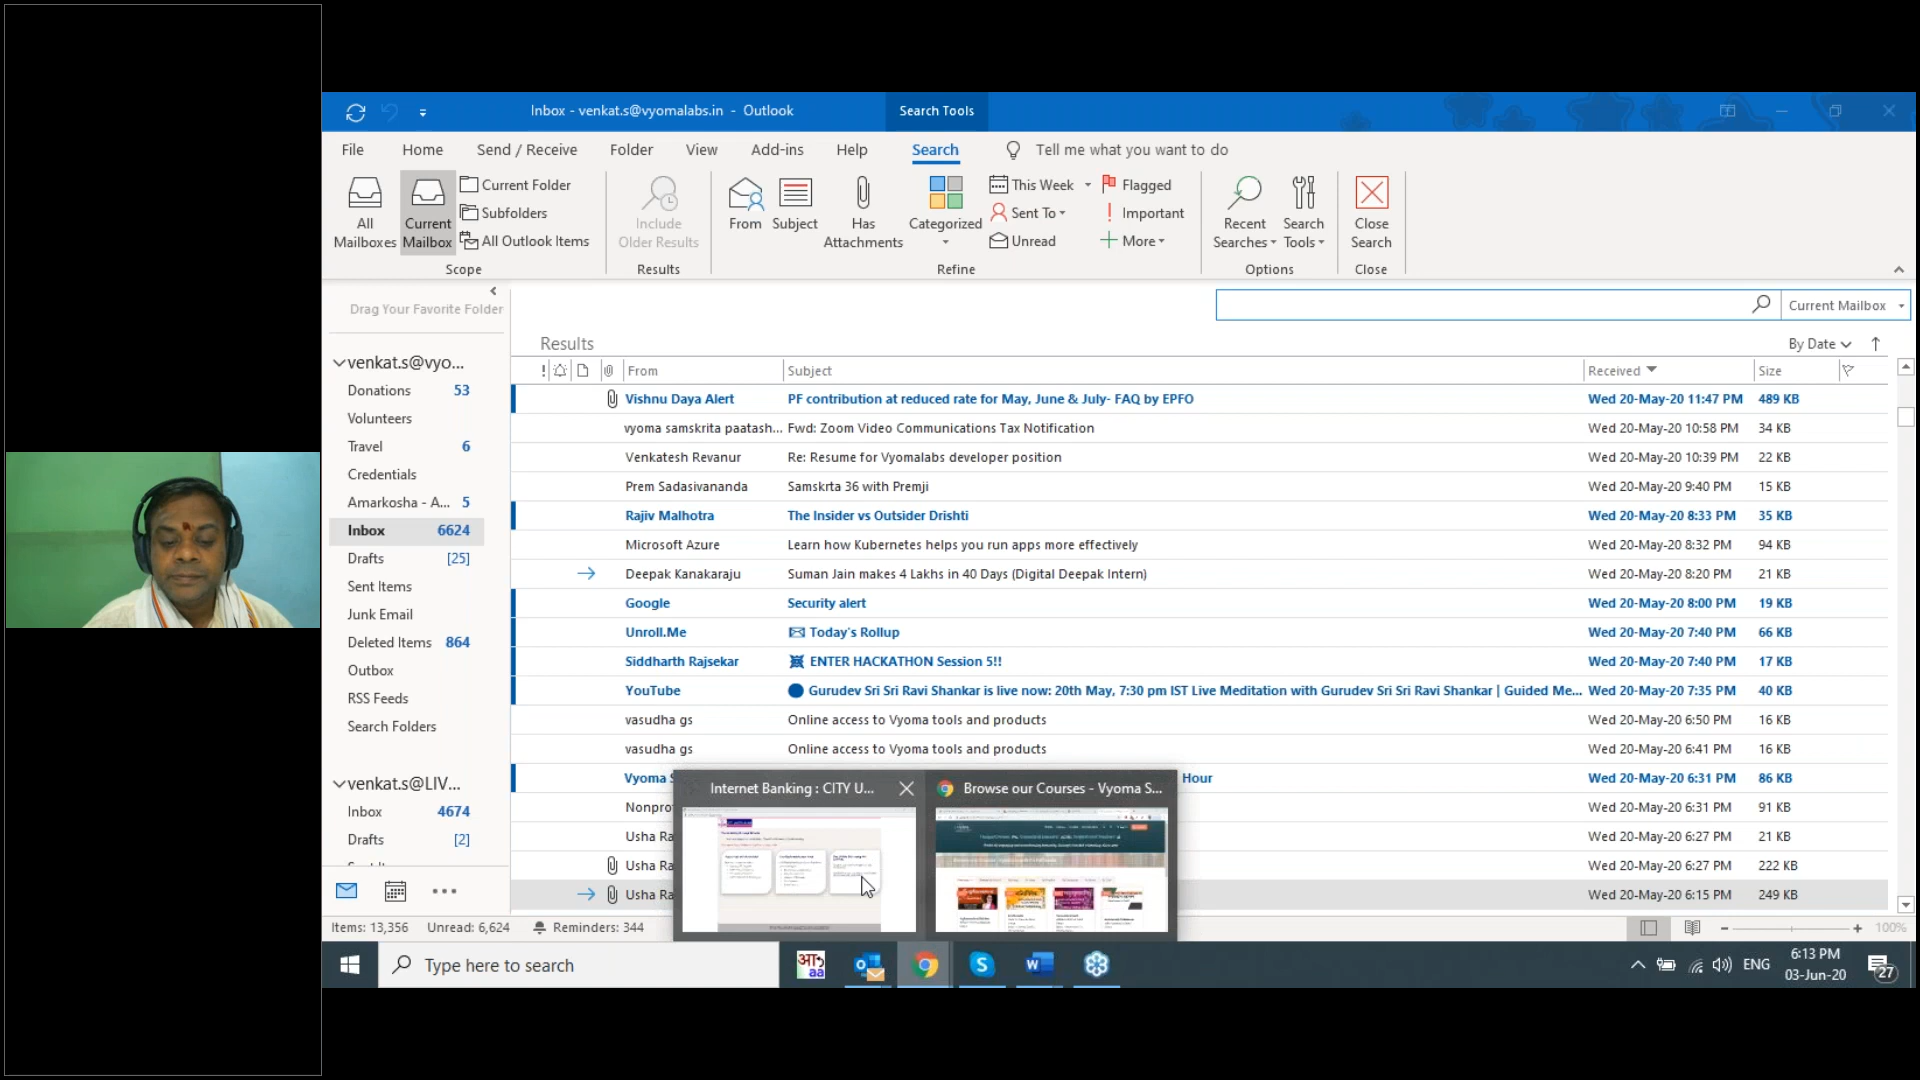 Inbox - venkat.s@vyomalabs.in - Outlook
Search Tools
File Home Send / Receive Folder View Add-ins Help Search Tell me what you want to do
All Mailboxes
Current Mailbox
Current Folder
Subfolders
All Outlook Items
Scope
Include Older Results
Results
From
Subject
Has Attachments
Categorized
This Week
Sent To
Unread
Flagged
Important
More
Refine
Recent Searches
Search Tools
Options
Close Search
Close
Drag Your Favorite Folder
Current Mailbox
Results
By Date
! From Subject Received Size
venkat.s@vyo...
Donations 53
Volunteers
Travel 6
Credentials
Amarkosha - A... 5
Inbox 6624
Drafts [25]
Sent Items
Junk Email
Deleted Items 864
Outbox
RSS Feeds
Search Folders
venkat.s@LIV...
Inbox 4674
Drafts [2]
Vishnu Daya Alert PF contribution at reduced rate for May, June & July- FAQ by EPFO Wed 20-May-20 11:47 PM 489 KB
vyoma samskrita paatash... Fwd: Zoom Video Communications Tax Notification Wed 20-May-20 10:58 PM 34 KB
Venkatesh Revanur Re: Resume for Vyomalabs developer position Wed 20-May-20 10:39 PM 22 KB
Prem Sadasivananda Samskrta 36 with Premji Wed 20-May-20 9:40 PM 15 KB
Rajiv Malhotra The Insider vs Outsider Drishti Wed 20-May-20 8:33 PM 35 KB
Microsoft Azure Learn how Kubernetes helps you run apps more effectively Wed 20-May-20 8:32 PM 94 KB
Deepak Kanakaraju Suman Jain makes 4 Lakhs in 40 Days (Digital Deepak Intern) Wed 20-May-20 8:20 PM 21 KB
Google Security alert Wed 20-May-20 8:00 PM 19 KB
Unroll.Me Today's Rollup Wed 20-May-20 7:40 PM 66 KB
Siddharth Rajsekar ENTER HACKATHON Session 5!! Wed 20-May-20 7:40 PM 17 KB
YouTube Gurudev Sri Sri Ravi Shankar is live now: 20th May, 7:30 pm IST Live Meditation with Gurudev Sri Sri Ravi Shankar | Guided Me... Wed 20-May-20 7:35 PM 40 KB
vasudha gs Online access to Vyoma tools and products Wed 20-May-20 6:50 PM 16 KB
vasudha gs Online access to Vyoma tools and products Wed 20-May-20 6:41 PM 16 KB
Vyoma S Hour Wed 20-May-20 6:31 PM 86 KB
Nonpro Wed 20-May-20 6:31 PM 91 KB
Usha Ra Wed 20-May-20 6:27 PM 21 KB
Usha Ra Wed 20-May-20 6:27 PM 222 KB
Usha Ra Wed 20-May-20 6:15 PM 249 KB
Internet Banking : CITY U...
Browse our Courses - Vyoma S...
Items: 13,356 Unread: 6,624 Reminders: 344
100%
Type here to search
आ
aa
ENG
6:13 PM
03-Jun-20
27